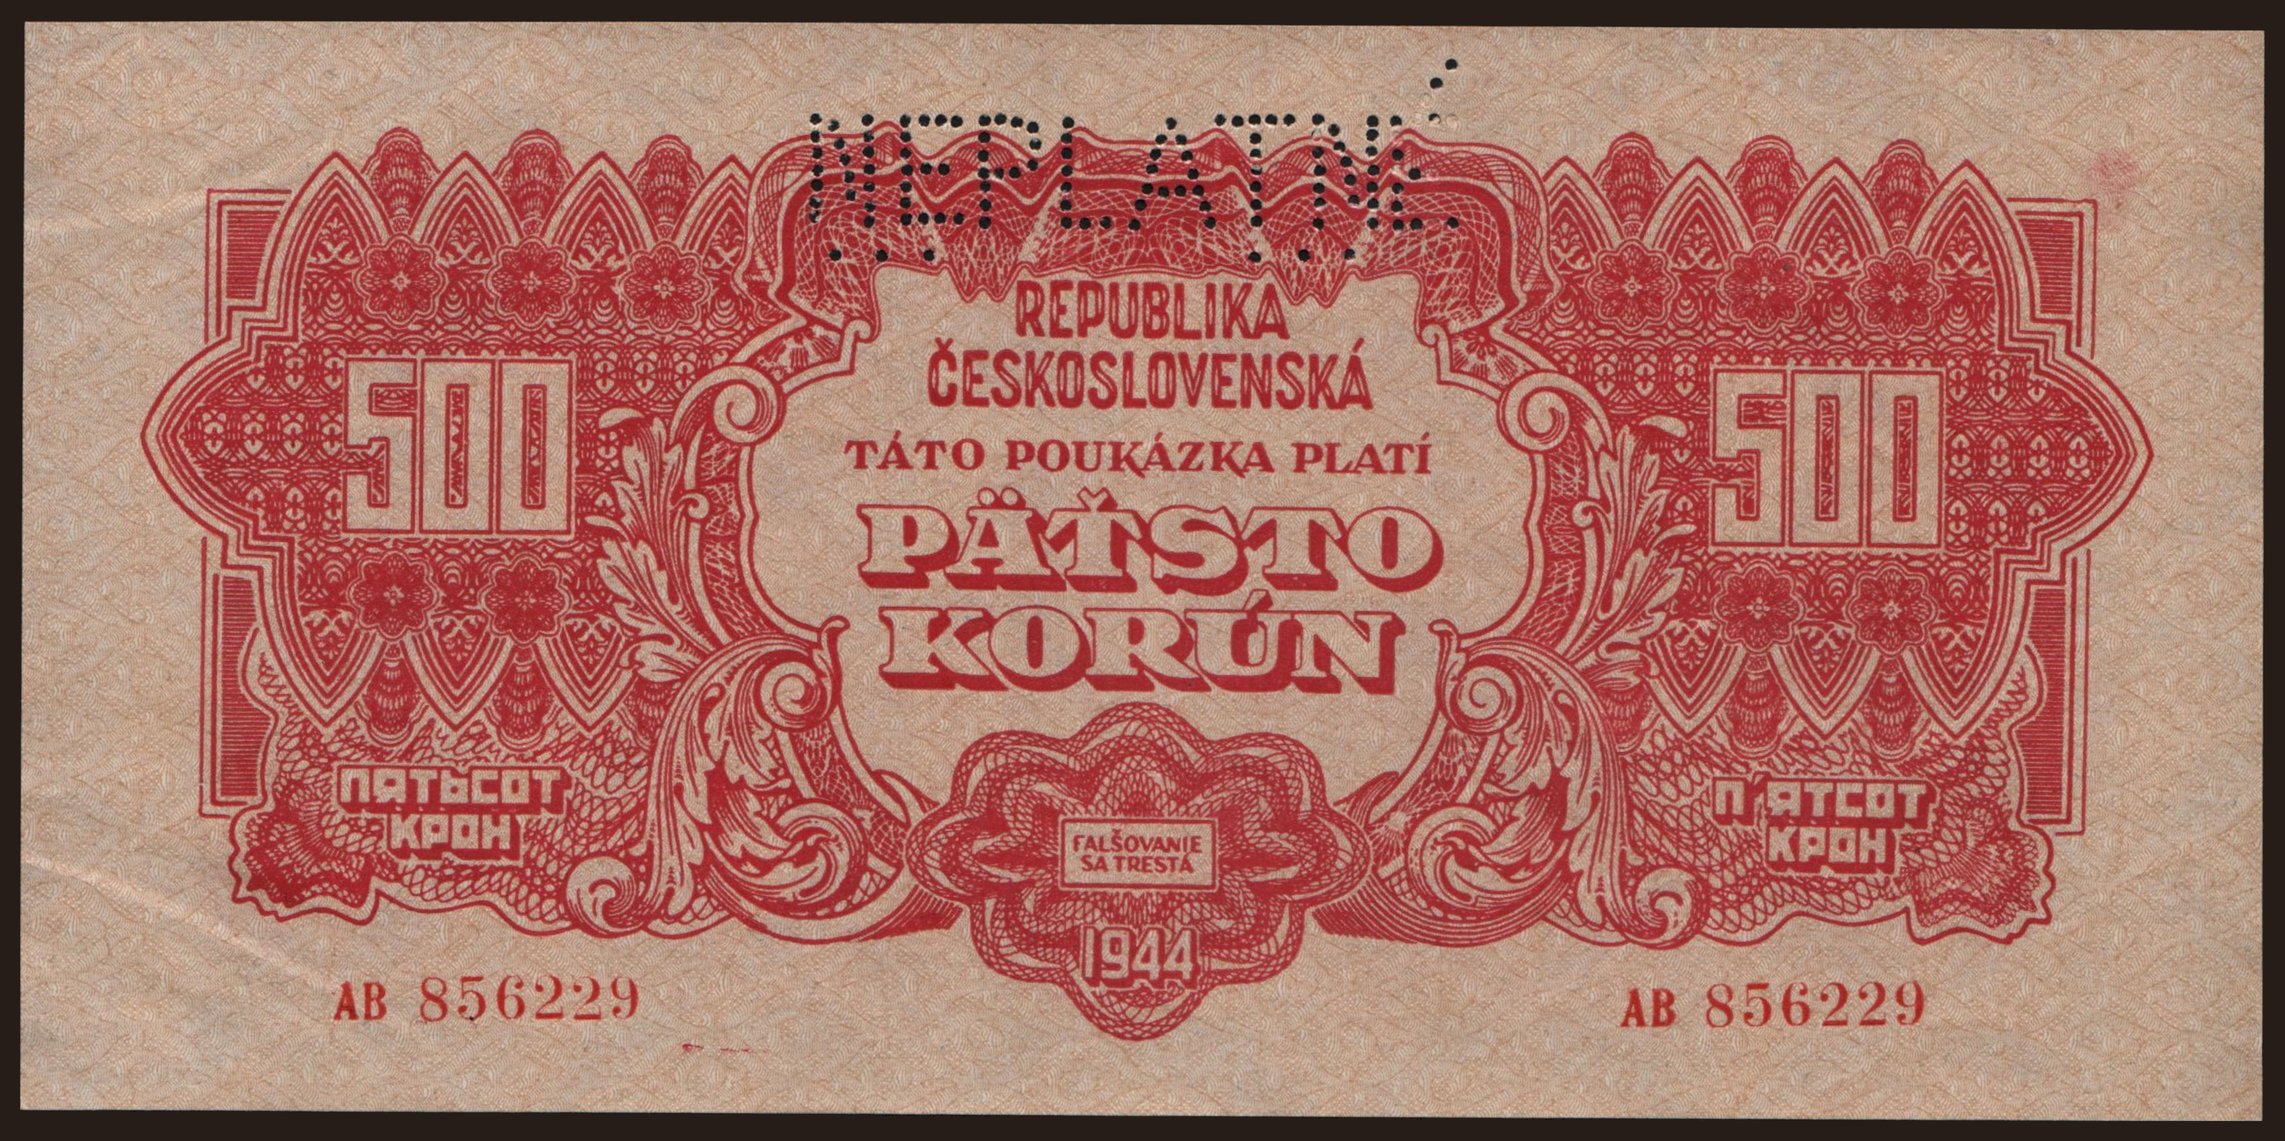 NEPLATNÉ
REPUBLIKA
ČESKOSLOVENSKÁ
TÁTO POUKÁZKA PLATÍ
PÄŤSTO
KORÚN
500
500
ПЯТЬСОТ
КРОН
П'ЯТСОТ
КРОН
FALŠOVANIE
SA TRESTÁ
1944
AB 856229
AB 856229